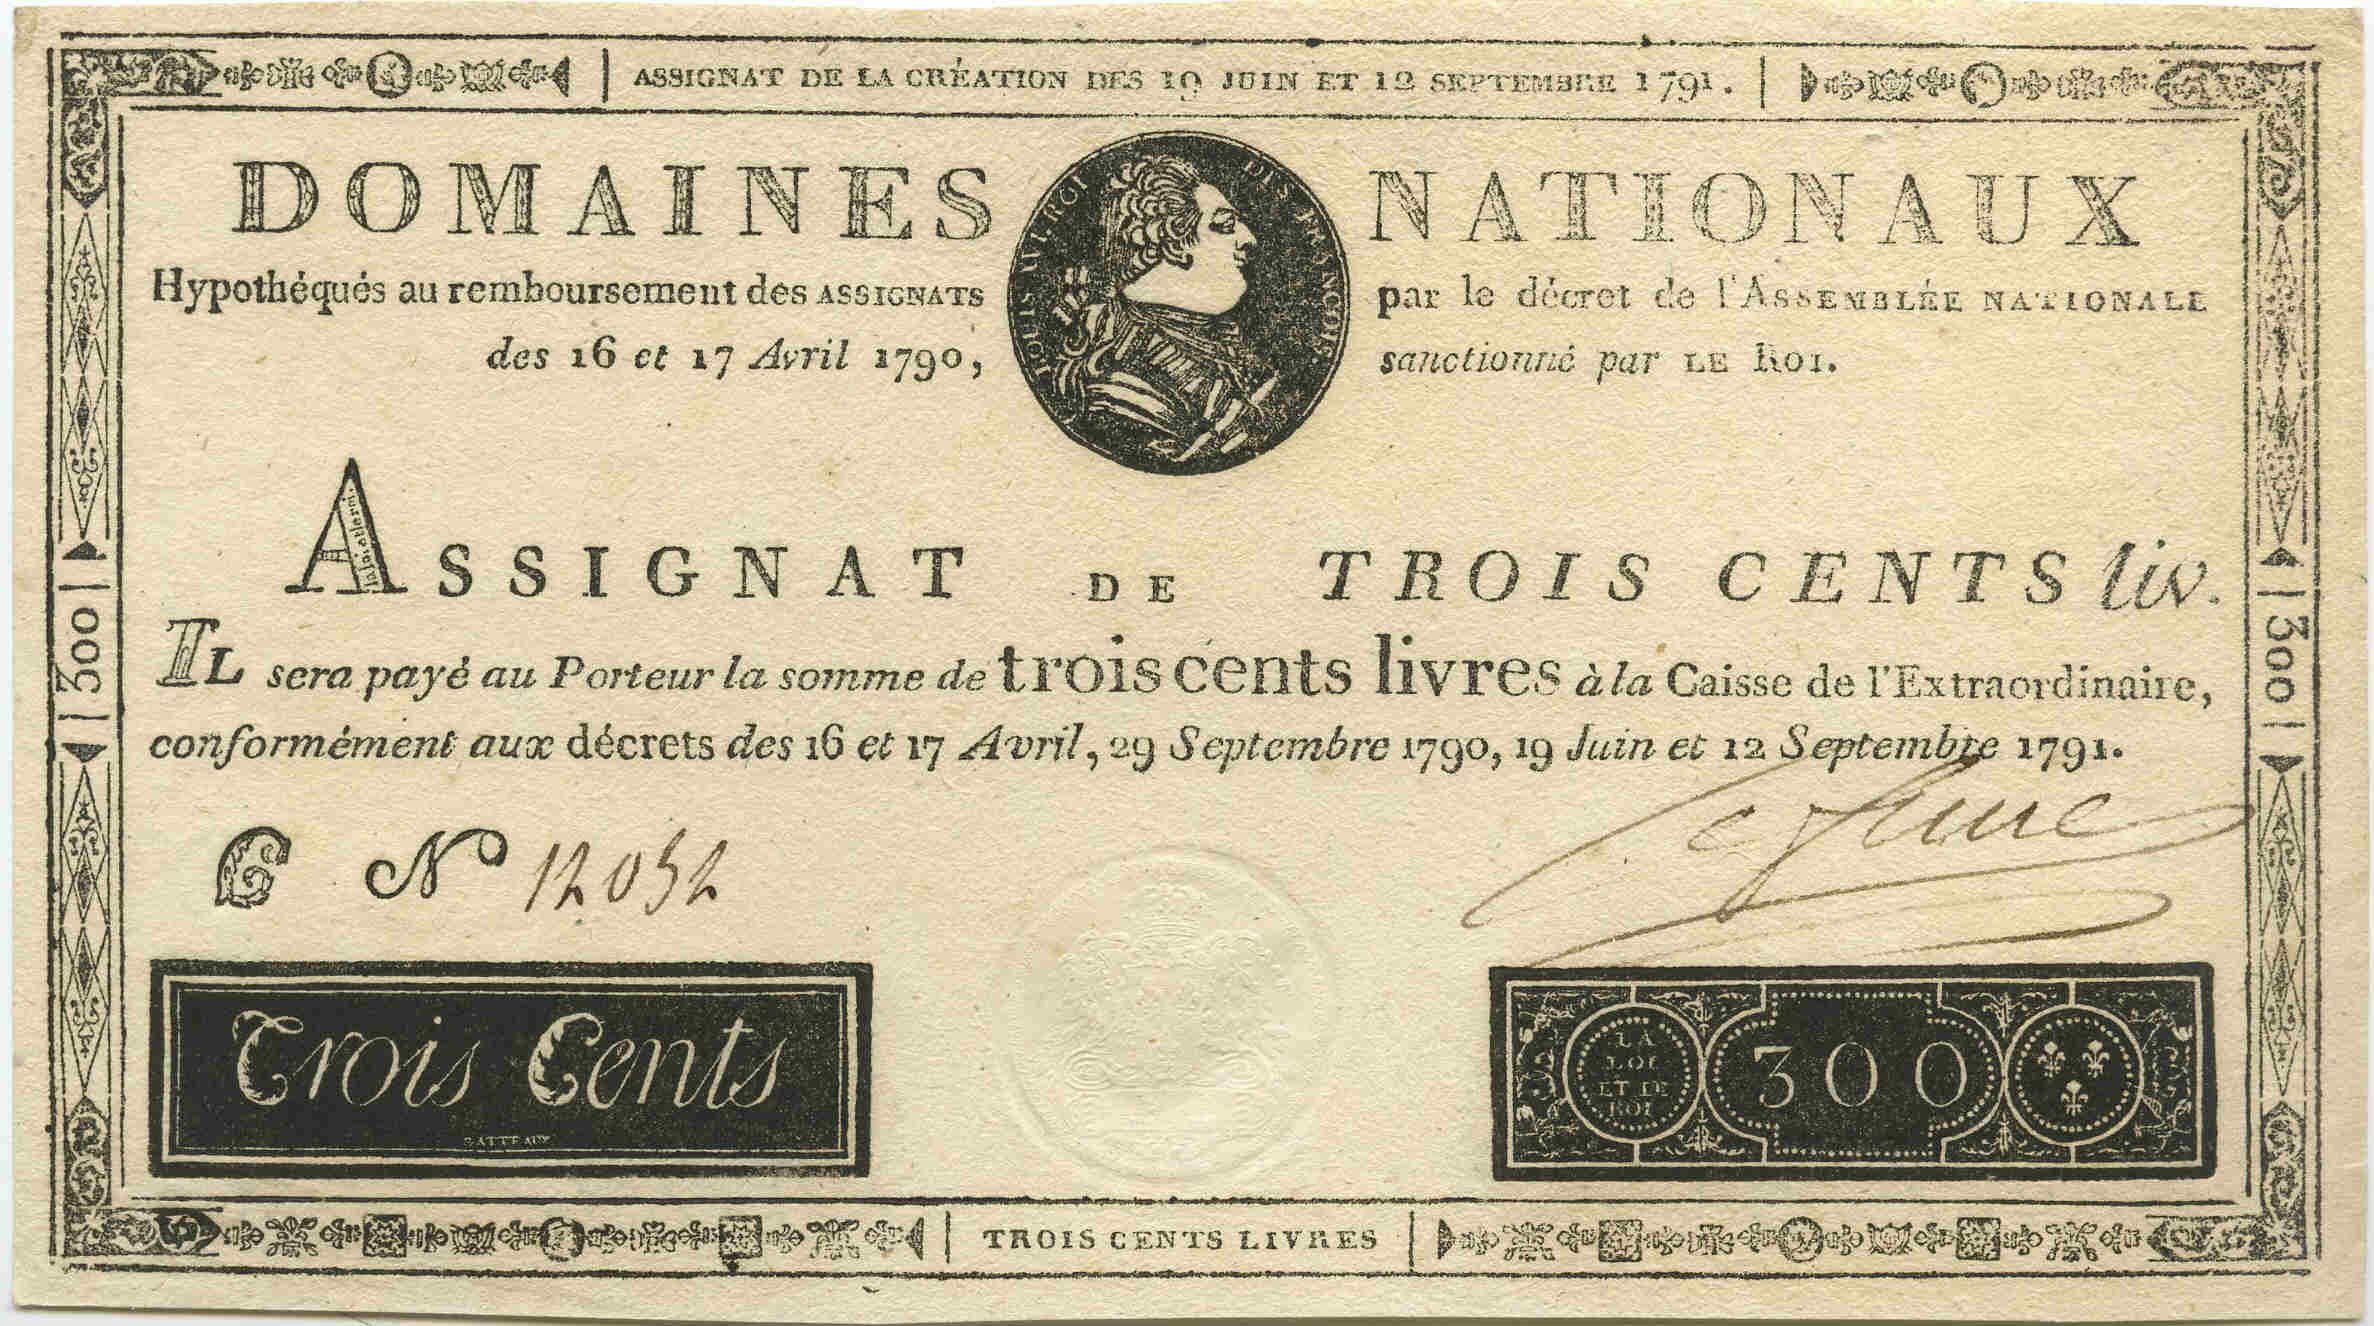 ASSIGNAT DE LA CRÉATION DES 19 JUIN ET 12 SEPTEMBRE 1791.
DOMAINES NATIONAUX
LOUIS XVI. ROI DES FRANÇOIS.
Hypothéqués au remboursement des ASSIGNATS par le décret de l'ASSEMBLÉE NATIONALE
des 16 et 17 Avril 1790, sanctionné par LE ROI.
ASSIGNAT DE TROIS CENTS liv.
IL sera payé au Porteur la somme de trois cents livres à la Caisse de l'Extraordinaire,
conformément aux décrets des 16 et 17 Avril, 29 Septembre 1790, 19 Juin et 12 Septembre 1791.
300
300
No 12052
Trois Cents
BATTEAUX
LA
LOI
ET LE
ROI
300
TROIS CENTS LIVRES